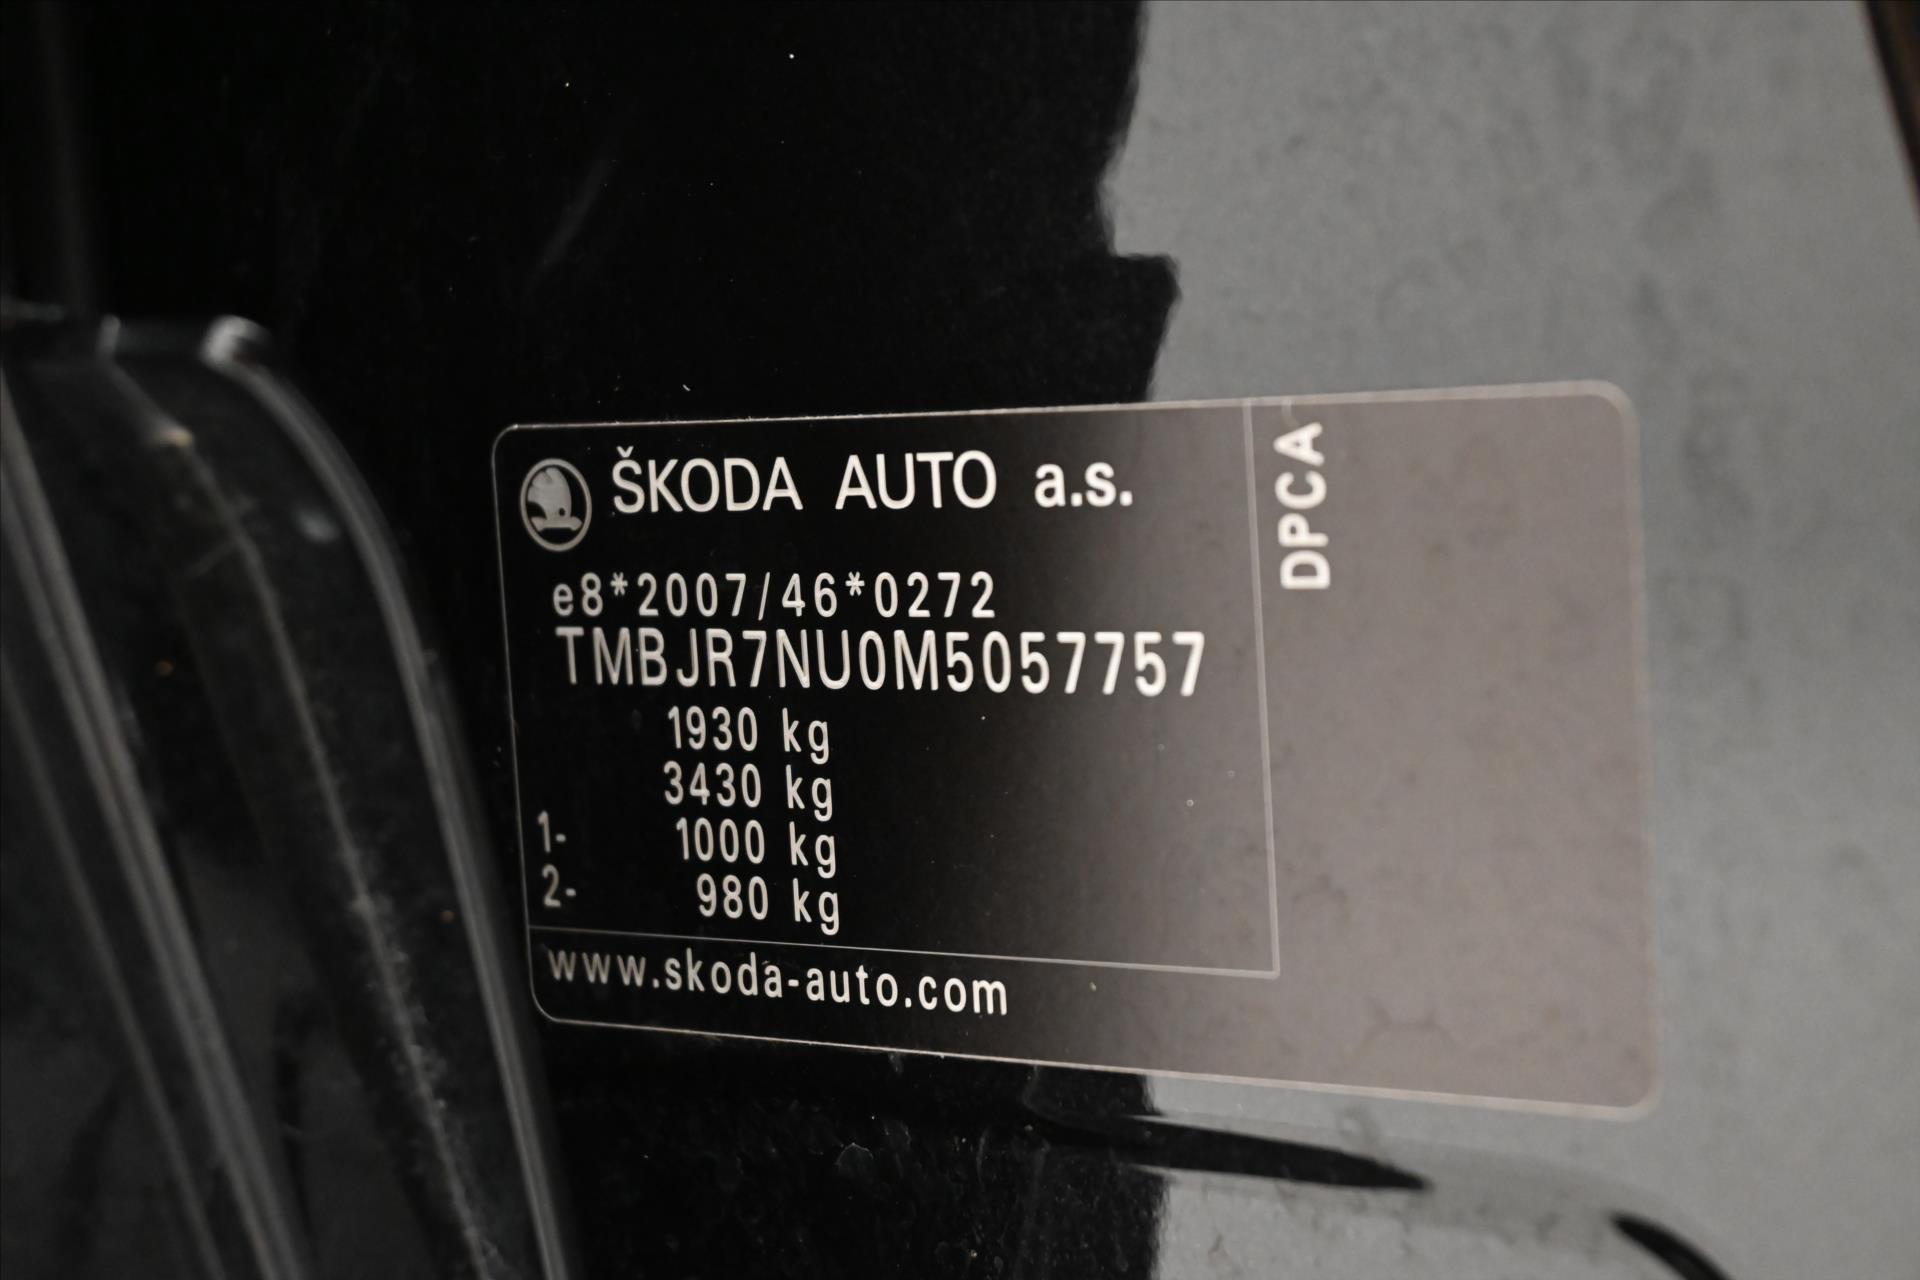 ŠKODA AUTO a.s.
e8*2007/46*0272
TMBJR7NU0M5057757
1930 kg
3430 kg
1- 1000 kg
2- 980 kg
www.skoda-auto.com
DPCA